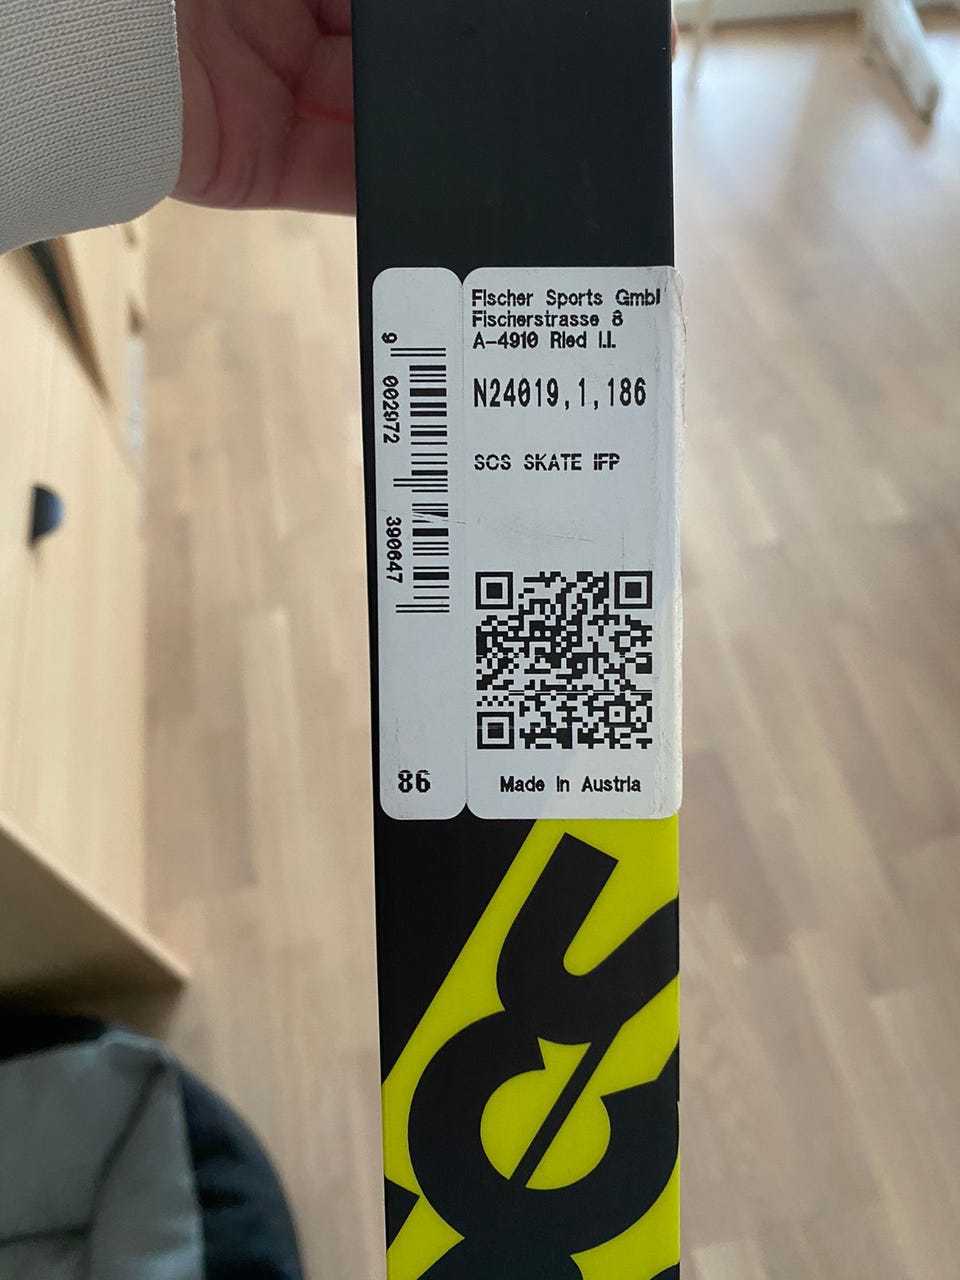 Fischer Sports GmbH
Fischerstrasse 8
A-4910 Ried I.I.
N24019,1,186
SCS SKATE IFP
9 002972 390647
86
Made in Austria